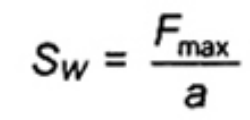 S_W = F_max / a